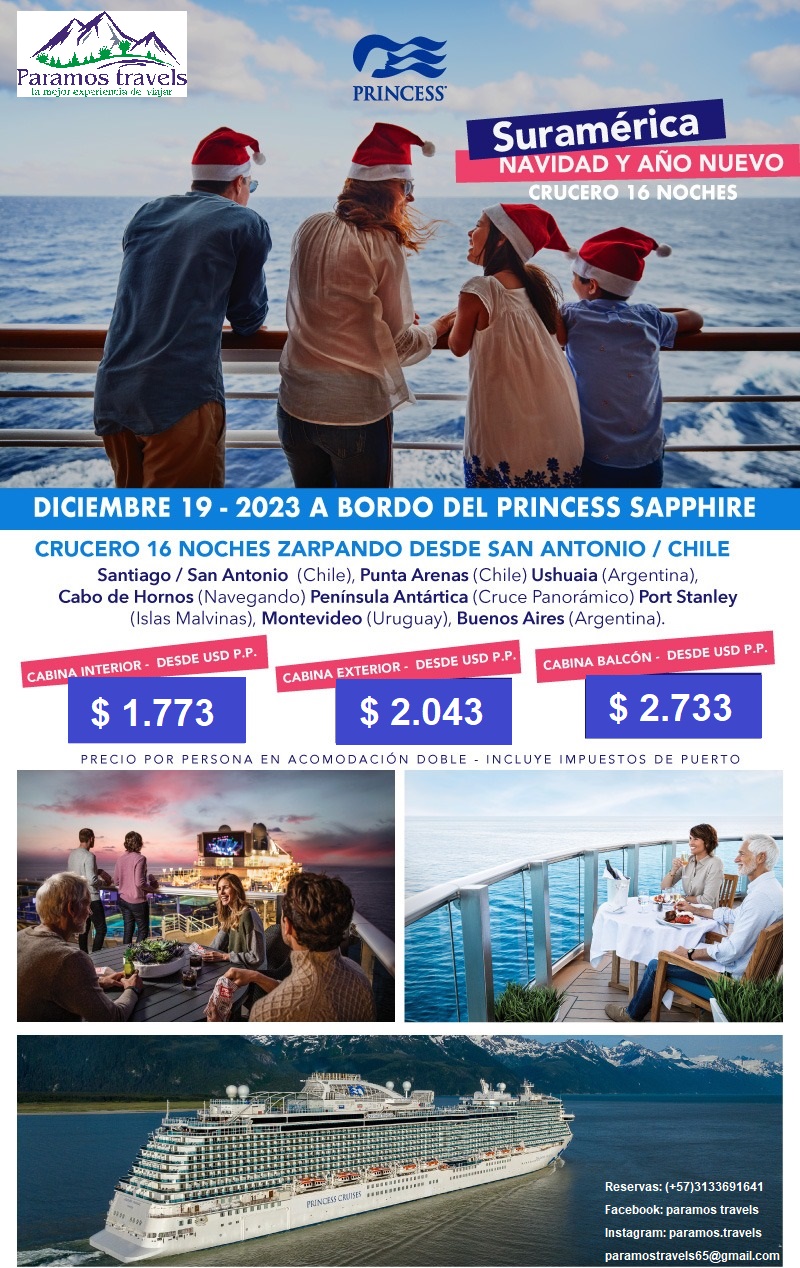 Paramos travels
la mejor experiencia de viajar
PRINCESS
Suramérica
NAVIDAD Y AÑO NUEVO
CRUCERO 16 NOCHES
DICIEMBRE 19 - 2023 A BORDO DEL PRINCESS SAPPHIRE
CRUCERO 16 NOCHES ZARPANDO DESDE SAN ANTONIO / CHILE
Santiago / San Antonio (Chile), Punta Arenas (Chile) Ushuaia (Argentina),
Cabo de Hornos (Navegando) Península Antártica (Cruce Panorámico) Port Stanley
(Islas Malvinas), Montevideo (Uruguay), Buenos Aires (Argentina).
CABINA INTERIOR - DESDE USD P.P.
$ 1.773
CABINA EXTERIOR - DESDE USD P.P.
$ 2.043
CABINA BALCÓN - DESDE USD P.P.
$ 2.733
PRECIO POR PERSONA EN ACOMODACIÓN DOBLE - INCLUYE IMPUESTOS DE PUERTO
PRINCESS CRUISES
Reservas: (+57)3133691641
Facebook: paramos travels
Instagram: paramos.travels
paramostravels65@gmail.com